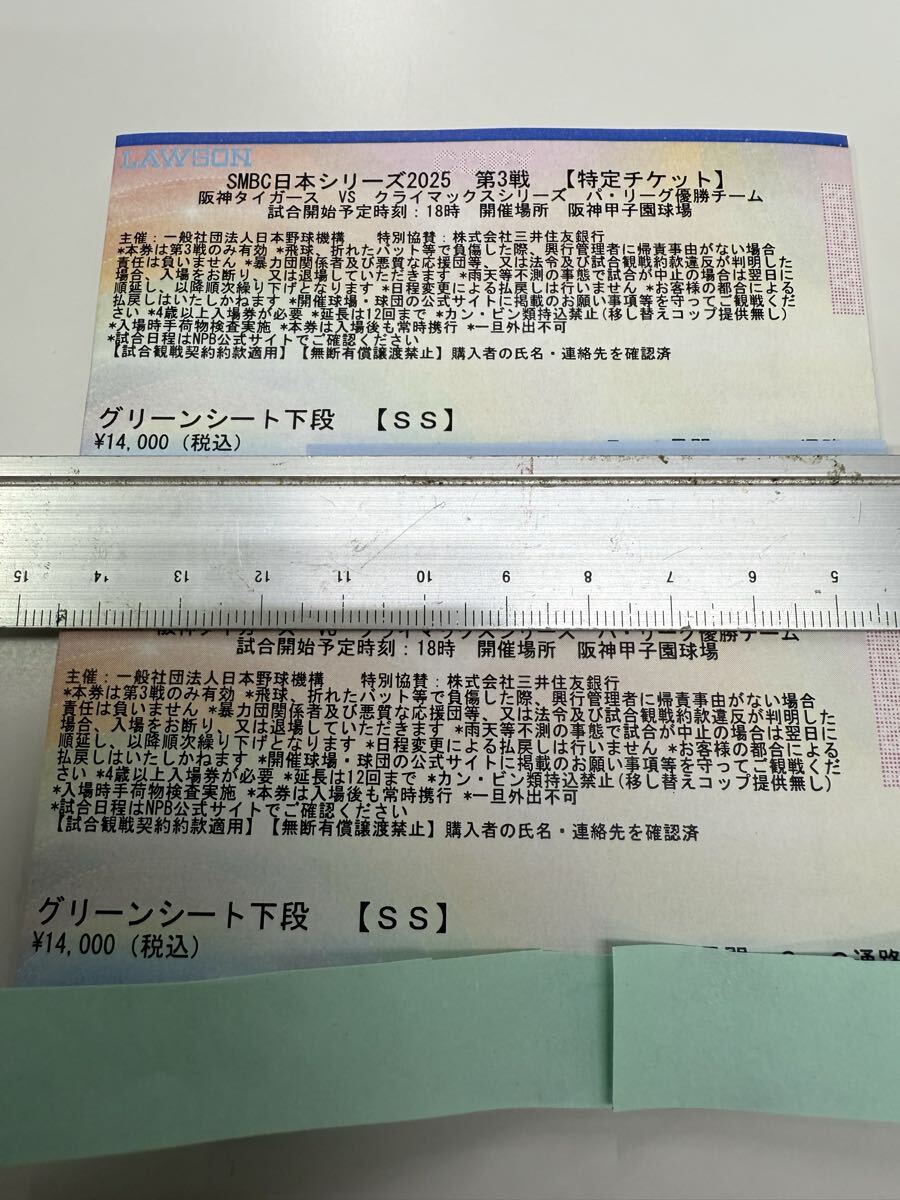 LAWSON
SMBC日本シリーズ2025 第3戦 【特定チケット】
阪神タイガース VS クライマックスシリーズ パ・リーグ優勝チーム
試合開始予定時刻:18時 開催場所 阪神甲子園球場
主催:一般社団法人日本野球機構 特別協賛:株式会社三井住友銀行
*本券は第3戦のみ有効 *飛球、折れたバット等で負傷した際、興行管理者に帰責事由がない場合
責任は負いません *暴力団関係者及び悪質な応援団等、又は法令及び試合観戦約款違反が判明した
場合、入場をお断り、又は退場していただきます *雨天等不測の事態で試合が中止の場合は翌日に
順延し、以降順次繰り下げとなります *日程変更による払戻しは行いません *お客様の都合による
払戻しはいたしかねます *開催球場・球団の公式サイトに掲載のお願い事項等を守ってご観戦くだ
さい *4歳以上入場券が必要 *延長は12回まで *カン・ビン類持込禁止(移し替えコップ提供無し)
*入場時手荷物検査実施 *本券は入場後も常時携行 *一旦外出不可
*試合日程はNPB公式サイトでご確認ください
【試合観戦契約約款適用】【無断有償譲渡禁止】購入者の氏名・連絡先を確認済
グリーンシート下段 【SS】
¥14,000(税込)
15 14 13 12 11 10 9 8 7 6 5
阪神タイガース VS クライマックスシリーズ パ・リーグ優勝チーム
試合開始予定時刻:18時 開催場所 阪神甲子園球場
主催:一般社団法人日本野球機構 特別協賛:株式会社三井住友銀行
*本券は第3戦のみ有効 *飛球、折れたバット等で負傷した際、興行管理者に帰責事由がない場合
責任は負いません *暴力団関係者及び悪質な応援団等、又は法令及び試合観戦約款違反が判明した
場合、入場をお断り、又は退場していただきます *雨天等不測の事態で試合が中止の場合は翌日に
順延し、以降順次繰り下げとなります *日程変更による払戻しは行いません *お客様の都合による
払戻しはいたしかねます *開催球場・球団の公式サイトに掲載のお願い事項等を守ってご観戦くだ
さい *4歳以上入場券が必要 *延長は12回まで *カン・ビン類持込禁止(移し替えコップ提供無し)
*入場時手荷物検査実施 *本券は入場後も常時携行 *一旦外出不可
*試合日程はNPB公式サイトでご確認ください
【試合観戦契約約款適用】【無断有償譲渡禁止】購入者の氏名・連絡先を確認済
グリーンシート下段 【SS】
¥14,000(税込)
通路